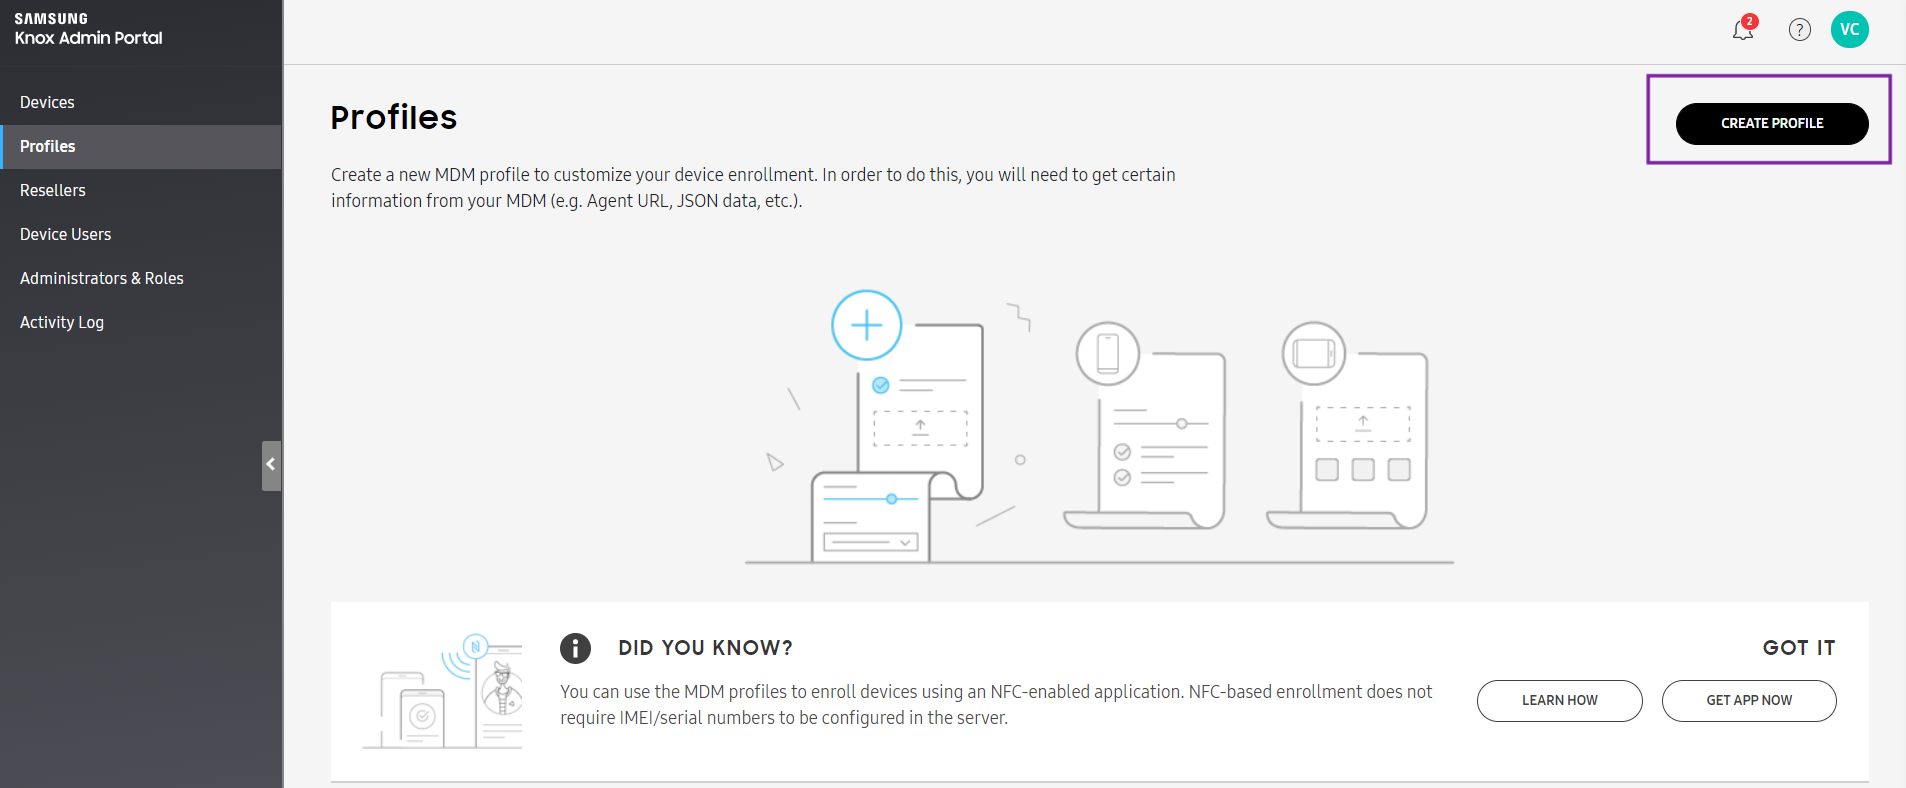 SAMSUNG
Knox Admin Portal
2
?
VC
Devices
Profiles
Resellers
Device Users
Administrators & Roles
Activity Log
Profiles
CREATE PROFILE
Create a new MDM profile to customize your device enrollment. In order to do this, you will need to get certain
information from your MDM (e.g. Agent URL, JSON data, etc.).
DID YOU KNOW?
GOT IT
You can use the MDM profiles to enroll devices using an NFC-enabled application. NFC-based enrollment does not
require IMEI/serial numbers to be configured in the server.
LEARN HOW
GET APP NOW